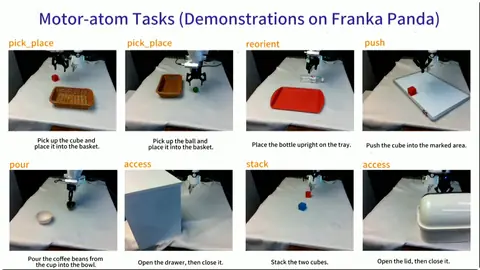 Motor-atom Tasks (Demonstrations on Franka Panda)
pick_place
pick_place
reorient
push
Pick up the cube and
place it into the basket.
Pick up the ball and
place it into the basket.
Place the bottle upright on the tray.
Push the cube into the marked area.
pour
access
stack
access
Pour the coffee beans from
the cup into the bowl.
Open the drawer, then close it.
Stack the two cubes.
Open the lid, then close it.